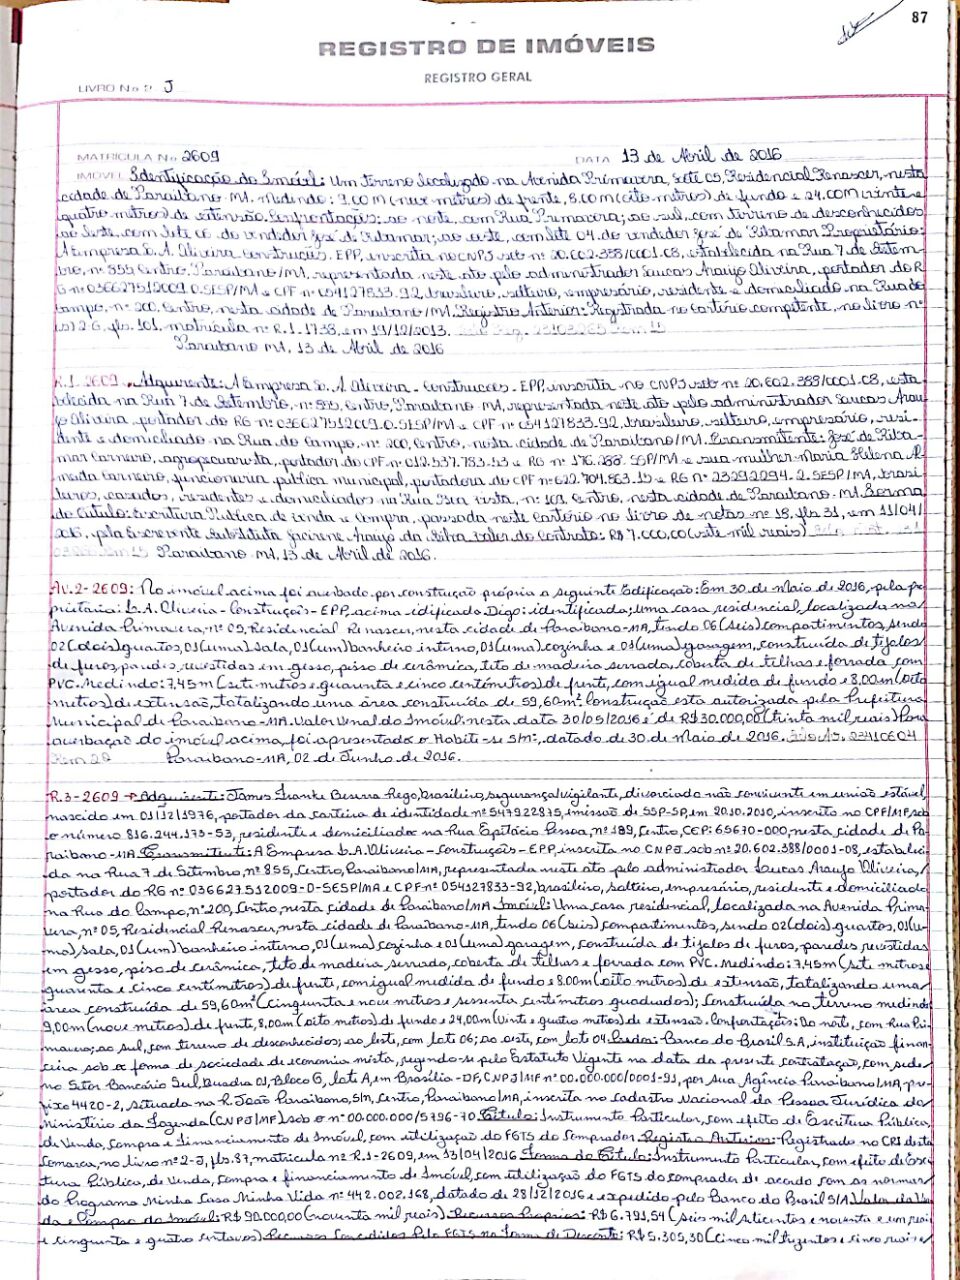 87
REGISTRO DE IMÓVEIS
REGISTRO GERAL
LIVRO No 2 J
MATRÍCULA No 2609 DATA 13 de Abril de 2016
IMÓVEL Identificação do Imóvel: Um terreno localizado na Avenida Primavera, Lote 05, Residencial Renascer, nesta
cidade de Paraibano MA. Medindo: 9,00M (nove metros) de frente, 8,00M (oito metros) de fundo e 24,00M (vinte e
quatro metros) de extensão. Confrontações: ao norte, com Rua Primavera; ao sul, com terreno de desconhecidos
ao leste, com lote 06 do vendedor José de Ribamar; ao oeste, com lote 04 do vendedor José de Ribamar Proprietário:
A Empresa L. A. Oliveira Construções, EPP, inscrita no CNPJ sob nº 20.602.388/0001.08, estabelecida na Rua 7 de Setem-
bro, nº 855 Centro, Paraibano/MA, representada neste ato pelo administrador Lucas Araujo Oliveira, portador do R
G nº 036627512009.0.SESP/MA e CPF nº 054127833.92, brasileiro, solteiro, empresário, residente e domiciliado na Rua do
Campo, nº 200, Centro, nesta cidade de Paraibano/MA. Registro Anterior: Registrada no cartório competente, no livro nº
2-G, fls. 101, matrícula nº R.1.1738, em 19/12/2013.
Paraibano MA, 13 de Abril de 2016
R.1-2609 - Adquirente: A Empresa L. A Oliveira - Construções - EPP, inscrita no CNPJ sob nº 20.602.388/0001.08, esta-
belecida na Rua 7 de Setembro, nº 855, Centro, Paraibano MA, representada neste ato pelo administrador Lucas Arau-
jo Oliveira, portador do RG nº 036627512009.0.SESP/MA e CPF nº 054127833.92, brasileiro, solteiro, empresário, resi-
dente e domiciliado na Rua do Campo, nº 200, Centro, nesta cidade de Paraibano/MA. Transmitente: José de Riba-
mar Carneiro, agropecuarista, portador do CPF nº 012.537.783.53 e RG nº 176.288.SSP/MA e sua mulher Maria Helena Al-
meida Carneiro, funcionária pública municipal, portadora do CPF nº 622.704.863.15 e RG nº 23292294-2.SESP/MA, brasi-
leiros, casados, residentes e domiciliados na Rua Boa Vista, nº 101, Centro, nesta cidade de Paraibano-MA. Forma
do Título: Escritura Pública de Venda e Compra, passada neste Cartório no livro de notas nº 18, fls 31, em 11/04/
2016, pela Escrevente Substituta Jocirene Araujo da Silva Valor do Contrato: R$ 7.000,00 (sete mil reais)
Paraibano MA, 13 de Abril de 2016.
Av.2-2609: No imóvel acima foi averbado por construção própria a seguinte Edificação: Em 30 de Maio de 2016, pela pro-
prietária: L.A. Oliveira - Construções - EPP, acima edificado. Digo: identificada; uma casa residencial, localizada na
Avenida Primavera, nº 05, Residencial Renascer, nesta cidade de Paraibano-MA, tendo 06 (seis) compartimentos, sendo
02 (dois) quartos, 01 (uma) sala, 01 (um) banheiro interno, 01 (uma) cozinha e 01 (uma) garagem, construída de tijolos
de furos, paredes revestidas em gesso, piso de cerâmica, teto de madeira serrada, coberta de telhas e forrada com
PVC. Medindo: 7,45m (sete metros e quarenta e cinco centímetros) de frente, com igual medida de fundo e 8,00m (oito
metros) de extensão, totalizando uma área construída de 59,60m². Construção esta autorizada pela Prefeitura
Municipal de Paraibano-MA. Valor Venal do Imóvel: nesta data 30/05/2016 é de R$30.000,00 (trinta mil reais) Para
averbação do imóvel acima, foi apresentado o Habite-se S/Nº, datado de 30 de Maio de 2016.
Paraibano-MA, 02 de Junho de 2016.
R.3-2609 → Adquirente: James Franke Beserra Rego, brasileiro, segurança/vigilante, divorciado não convivente em união estável,
nascido em 01/12/1976, portador da carteira de identidade nº 547922875, emissão de SSP-SP, em 20.10.2010, inscrito no CPF/MF sob
o número 816.244.173-53, residente e domiciliado na Rua Epitácio Pessoa, nº 189, Centro, CEP: 65670-000, nesta cidade de Pa-
raibano-MA Transmitente: A Empresa L.A. Oliveira - Construções - EPP, inscrita no CNPJ sob nº 20.602.388/0001-08, estabeleci-
da na Rua 7 de Setembro, nº 855, Centro, Paraibano/MA, representada neste ato pelo administrador Lucas Araujo Oliveira,
portador do RG nº 036627512009-0-SESP/MA e CPF nº 054127833-92, brasileiro, solteiro, empresário, residente e domiciliado
na Rua do Campo, nº 200, Centro, nesta cidade de Paraibano/MA Imóvel: Uma casa residencial, localizada na Avenida Prima-
vera, nº 05, Residencial Renascer, nesta cidade de Paraibano-MA, tendo 06 (seis) compartimentos, sendo 02 (dois) quartos, 01 (u-
ma) sala, 01 (um) banheiro interno, 01 (uma) cozinha e 01 (uma) garagem, construída de tijolos de furos, paredes revestidas
em gesso, piso de cerâmica, teto de madeira serrado, coberta de telhas e forrada com PVC. Medindo: 7,45m (sete metros e
quarenta e cinco centímetros) de frente, com igual medida de fundo e 8.00m (oito metros) de extensão, totalizando uma
área construída de 59,60m² (cinquenta e nove metros e sessenta centímetros quadrados); Construída no terreno medindo
9,00m (nove metros) de frente, 8,00m (oito metros) de fundo e 24,00m (vinte e quatro metros) de extensão. Confrontações: Ao norte, com Rua Pri-
mavera; ao sul, com terreno de desconhecidos; ao leste, com lote 06; ao oeste, com lote 04. Credor: Banco do Brasil S.A, instituição finan-
ceira sob a forma de sociedade de economia mista, regendo-se pelo Estatuto Vigente na data da presente contratação, com sede
no Setor Bancário Sul, Quadra 01, Bloco G, lote A, em Brasília-DF, CNPJ/MF nº 00.000.000/0001-91, por sua Agência Paraibano/MA, pre-
fixo 4420-2, situada na R. João Paraibano, S/N, Centro, Paraibano/MA, inscrita no Cadastro Nacional da Pessoa Jurídica do
Ministério da Fazenda (CNPJ/MF) sob o nº 00.000.000/5796-70 Título: Instrumento Particular, com efeito de Escritura Pública,
de Venda, Compra e Financiamento de Imóvel, com utilização do FGTS do Comprador. Registro Anterior: Registrado no CRI desta
Comarca, no livro nº 2-J, fls. 87, matrícula nº R.1-2609, em 13/04/2016 Forma do Título: Instrumento Particular, com efeito de Esc-
ritura Pública, de Venda, Compra e financiamento de Imóvel, com utilização do FGTS do comprador de acordo com as normas
do Programa Minha Casa Minha Vida nº 442.002.168, datado de 28/12/2016 e expedido pelo Banco do Brasil S/A Valor da Ven-
da e Compra do Imóvel: R$ 90.000,00 (noventa mil reais) Recursos Próprios: R$ 6.791,54 (seis mil setecentos e noventa e um reais
e cinquenta e quatro centavos) Recursos Concedidos Pelo FGTS na Forma de Desconto: R$ 5.305,30 (Cinco mil trezentos e cinco reais e